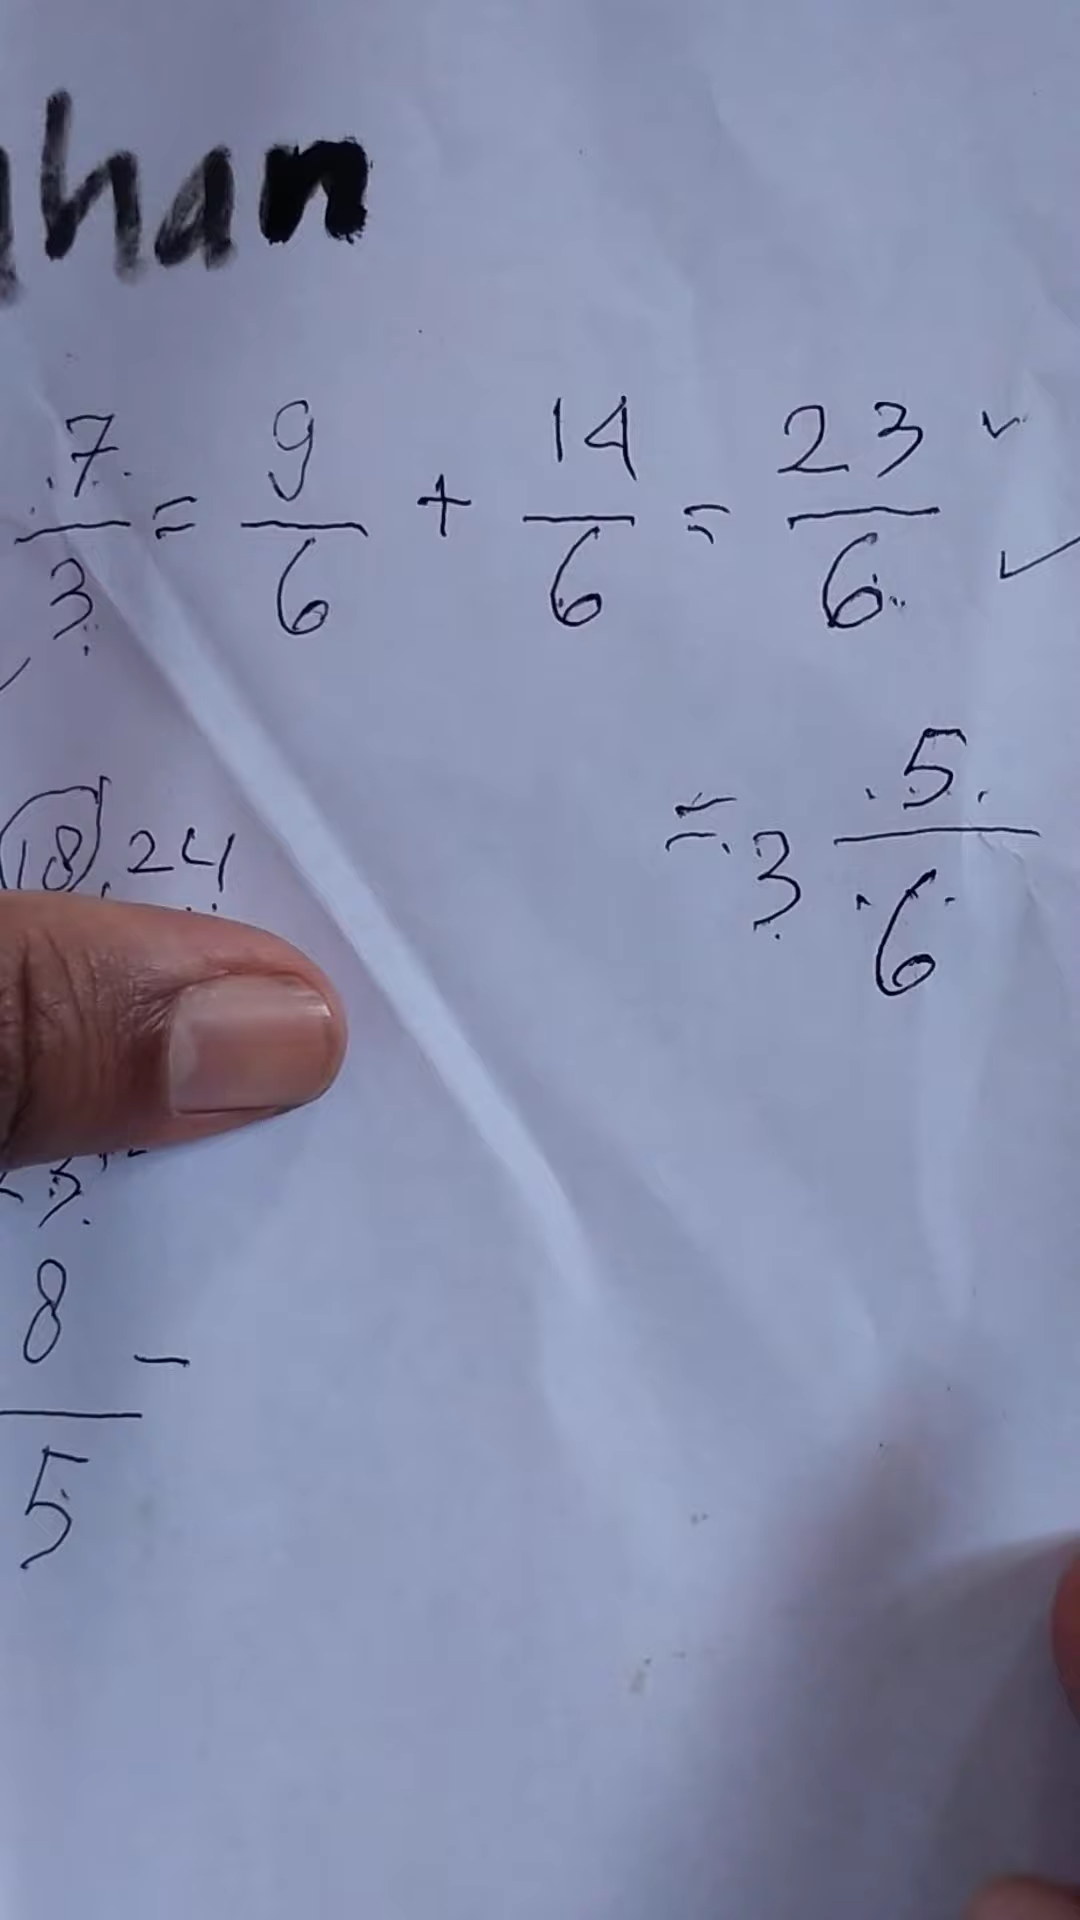 han
7/3 = 9/6 + 14/6 = 23/6 ✓ ✓
= 3 5/6
18, 24
8 -
5